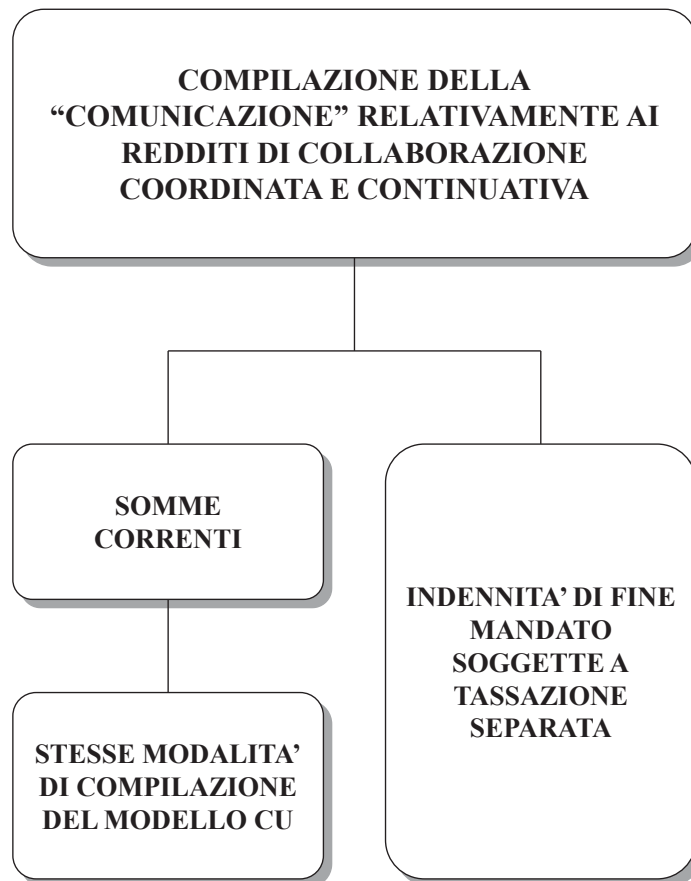 COMPILAZIONE DELLA
“COMUNICAZIONE” RELATIVAMENTE AI
REDDITI DI COLLABORAZIONE
COORDINATA E CONTINUATIVA
SOMME
CORRENTI
STESSE MODALITA’
DI COMPILAZIONE
DEL MODELLO CU
INDENNITA’ DI FINE
MANDATO
SOGGETTE A
TASSAZIONE
SEPARATA